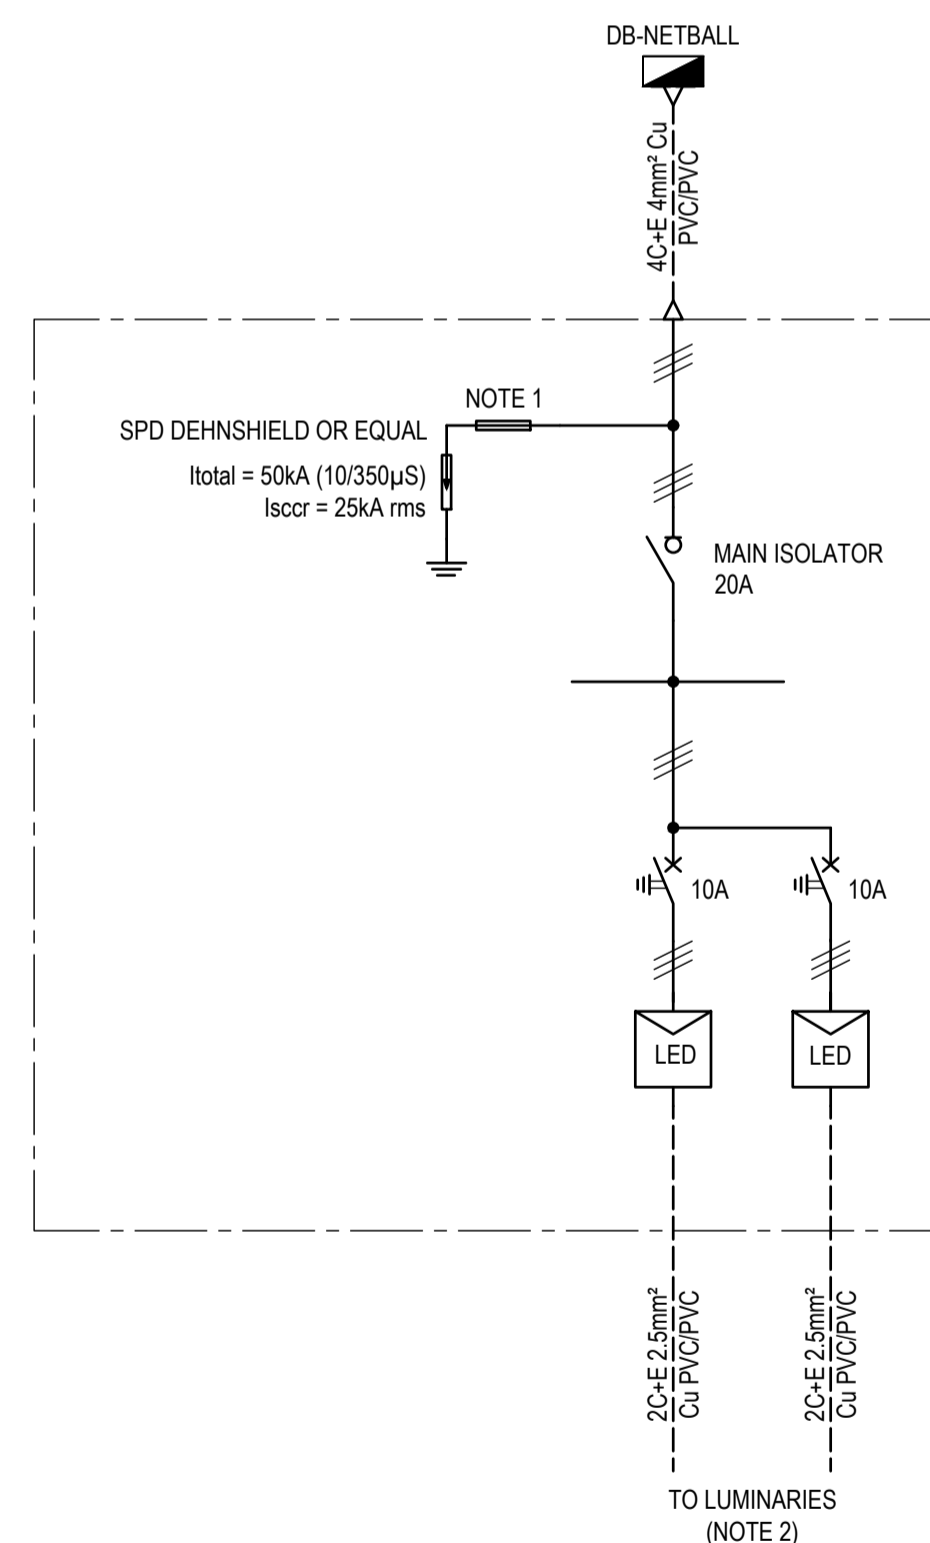 DB-NETBALL
4C+E 4mm² Cu
PVC/PVC
NOTE 1
SPD DEHNSHIELD OR EQUAL
Itotal = 50kA (10/350µS)
Isccr = 25kA rms
MAIN ISOLATOR
20A
10A
10A
LED
LED
2C+E 2.5mm²
Cu PVC/PVC
2C+E 2.5mm²
Cu PVC/PVC
TO LUMINARIES
(NOTE 2)